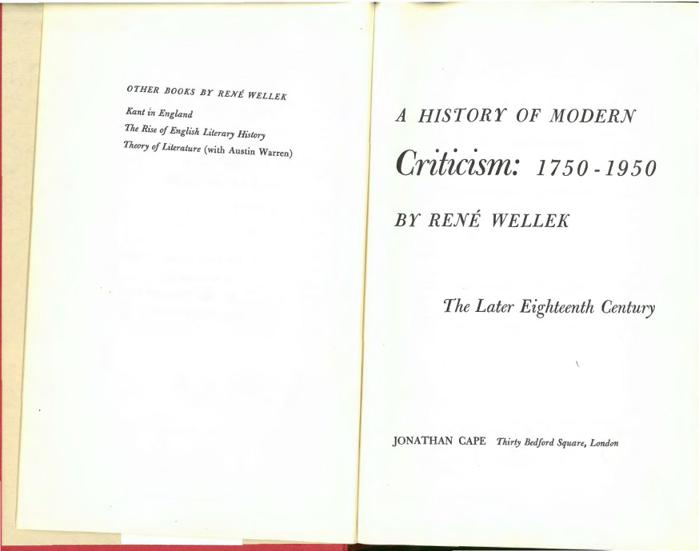 OTHER BOOKS BY RENÉ WELLEK
Kant in England
The Rise of English Literary History
Theory of Literature (with Austin Warren)
A HISTORY OF MODERN
Criticism: 1750-1950
BY RENÉ WELLEK
The Later Eighteenth Century
JONATHAN CAPE Thirty Bedford Square, London